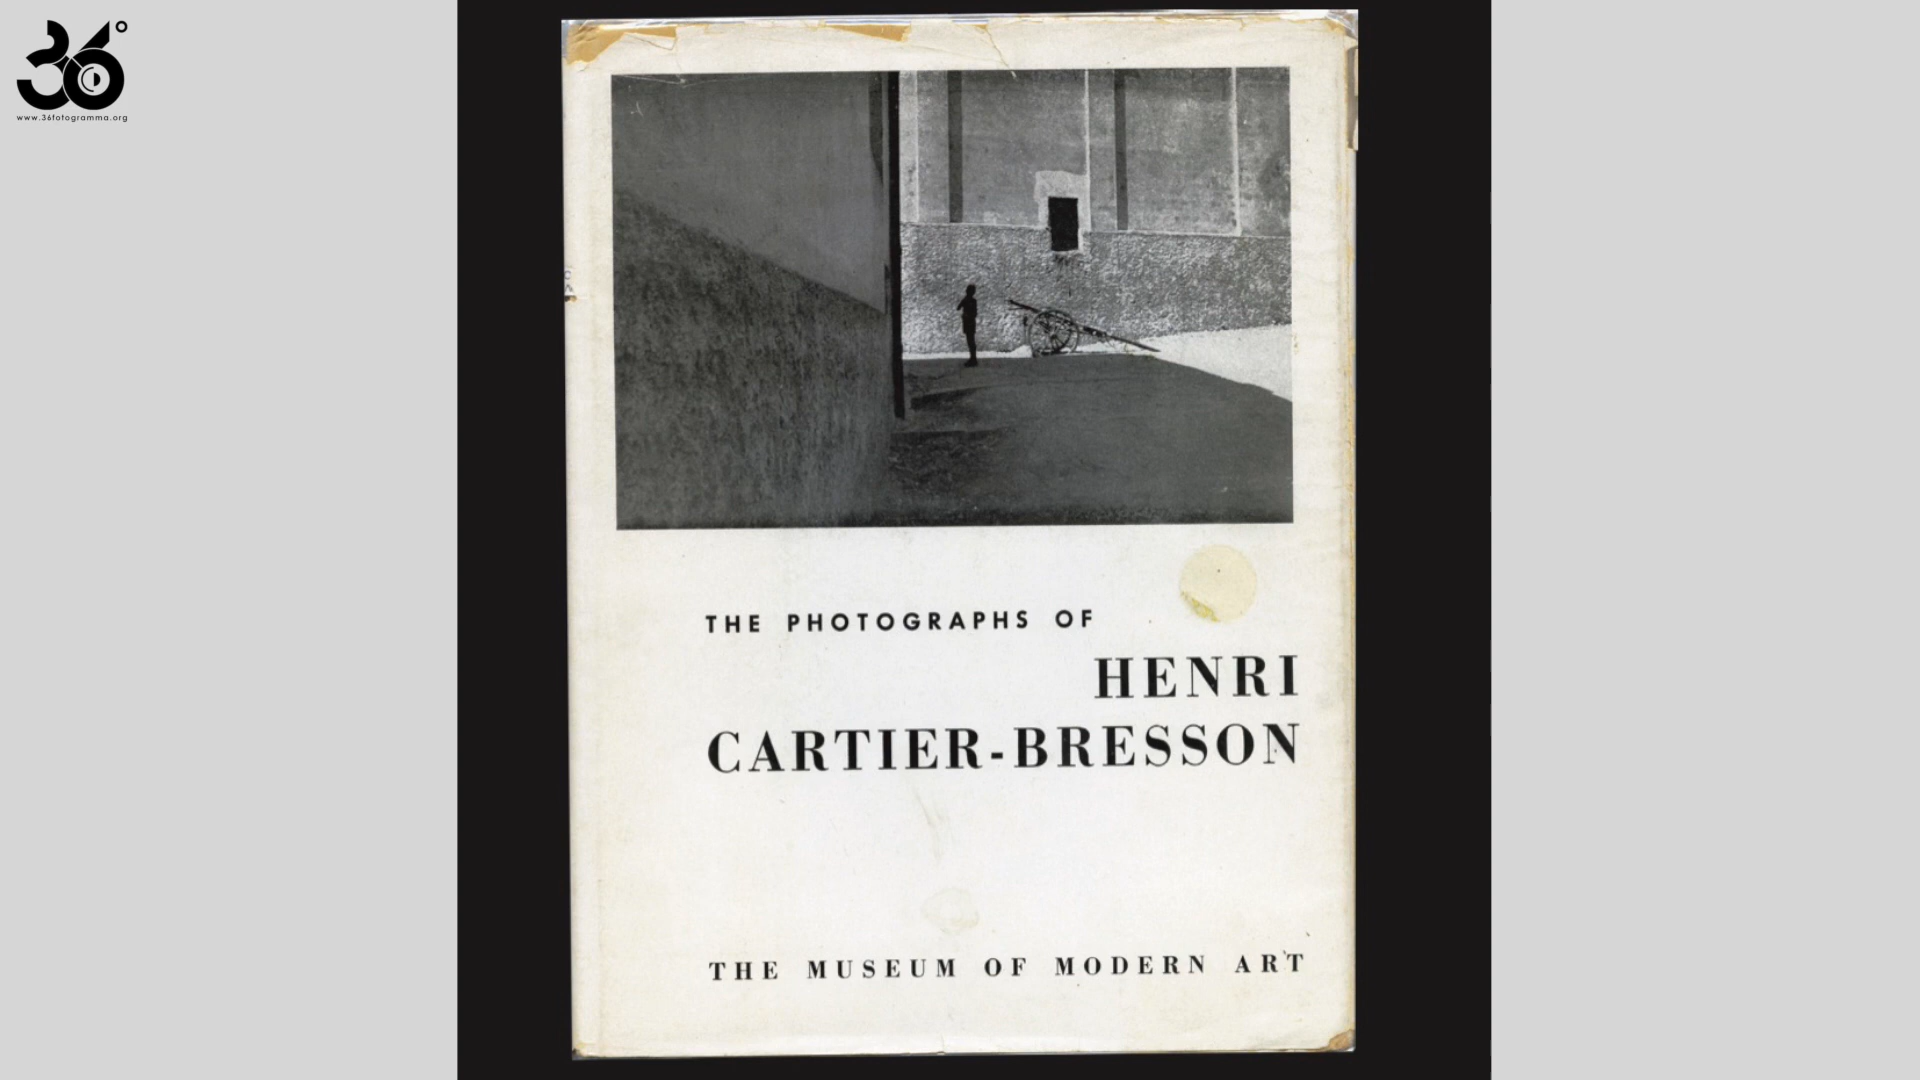 36°
www.36fotogramma.org
THE PHOTOGRAPHS OF
HENRI
CARTIER-BRESSON
THE MUSEUM OF MODERN ART